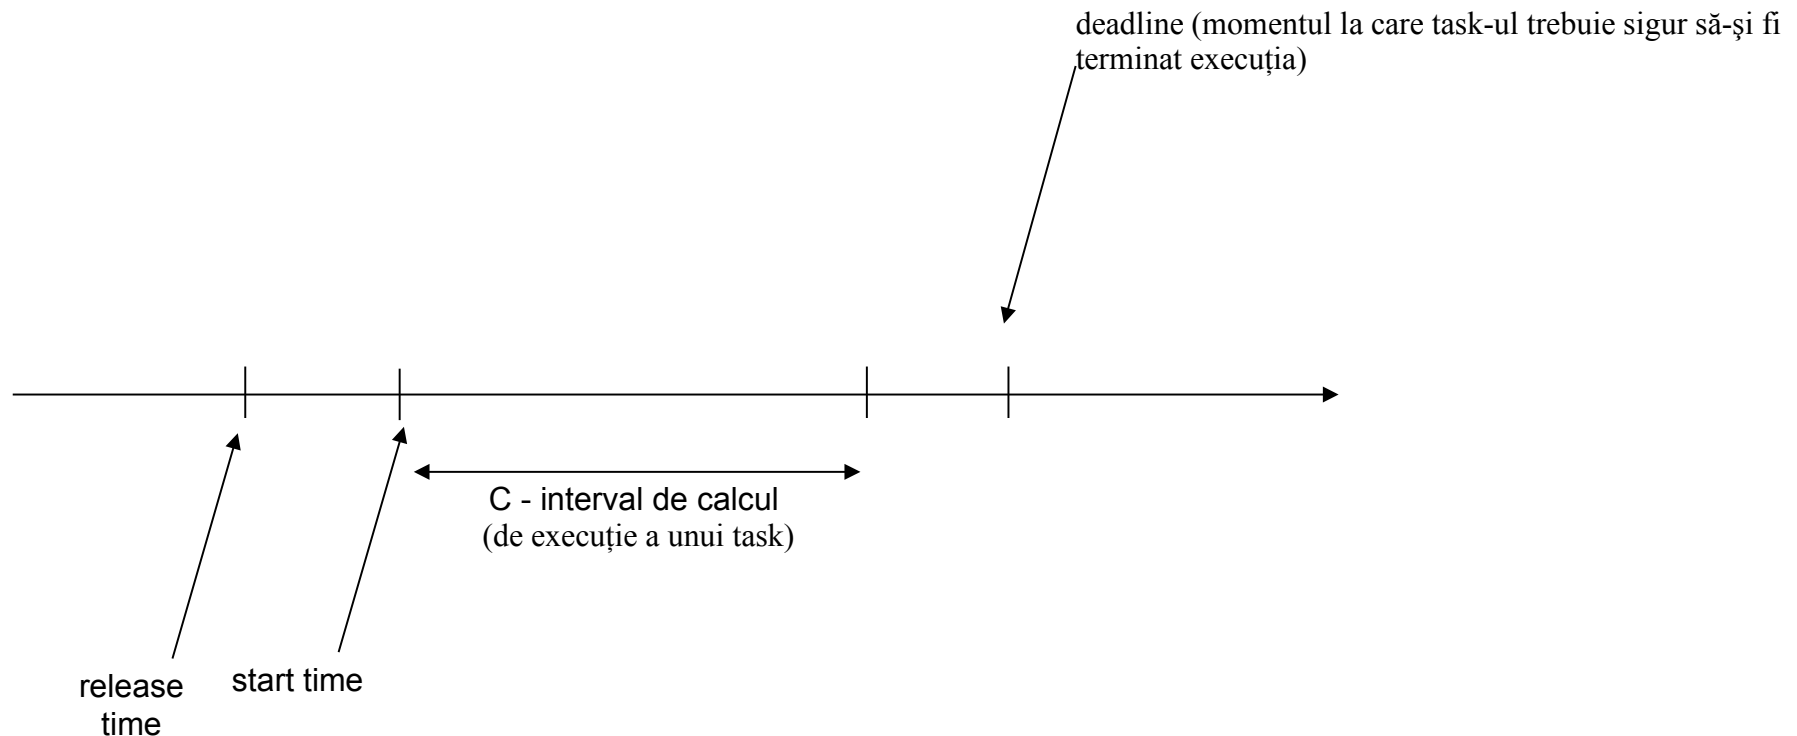 deadline (momentul la care task-ul trebuie sigur să-şi fi
terminat execuția)
C - interval de calcul
(de execuție a unui task)
release
time
start time